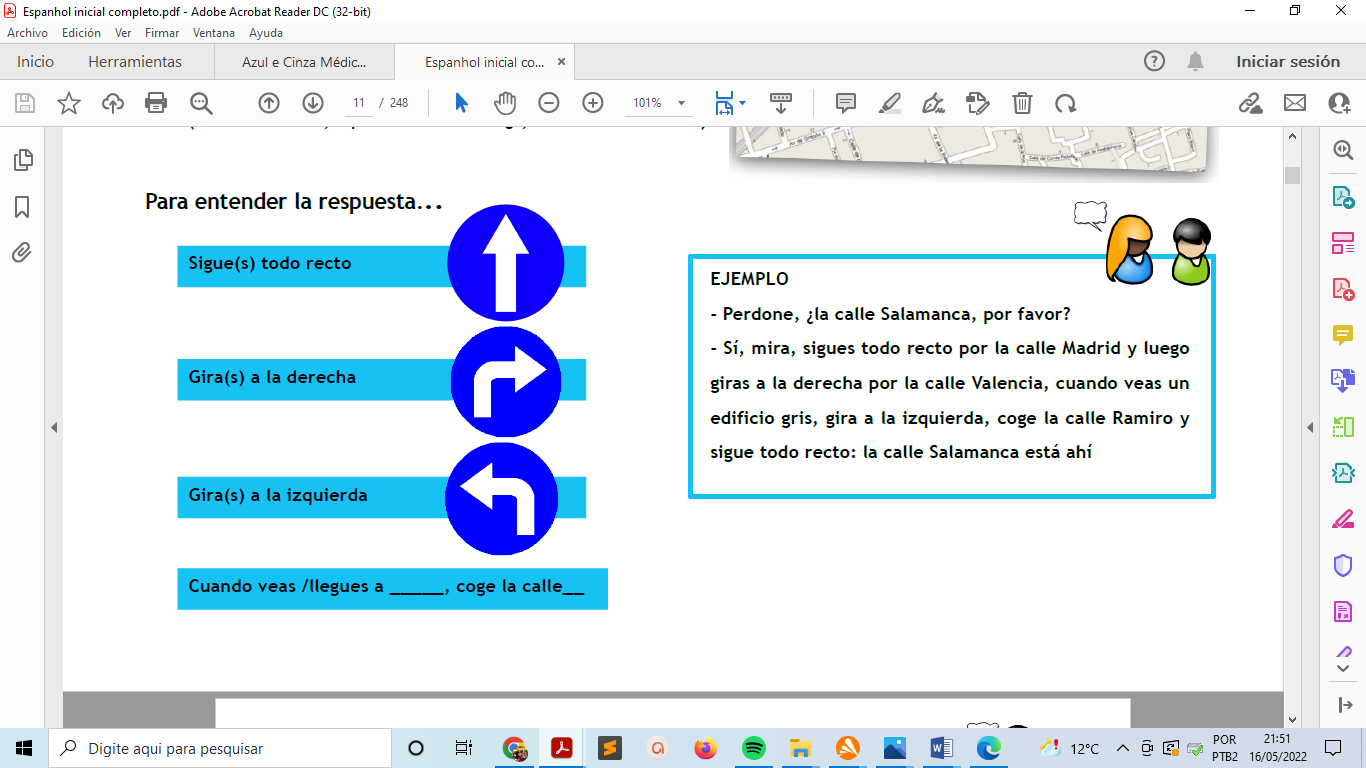 Espanhol inicial completo.pdf - Adobe Acrobat Reader DC (32-bit)
Archivo Edición Ver Firmar Ventana Ayuda
Inicio Herramientas Azul e Cinza Médic... Espanhol inicial co... × Iniciar sesión
11 / 248 101%
Para entender la respuesta...
Sigue(s) todo recto
Gira(s) a la derecha
Gira(s) a la izquierda
Cuando veas /llegues a _____, coge la calle__
EJEMPLO
- Perdone, ¿la calle Salamanca, por favor?
- Sí, mira, sigues todo recto por la calle Madrid y luego
giras a la derecha por la calle Valencia, cuando veas un
edificio gris, gira a la izquierda, coge la calle Ramiro y
sigue todo recto: la calle Salamanca está ahí
Digite aqui para pesquisar
12°C
POR
PTB2
21:51
16/05/2022